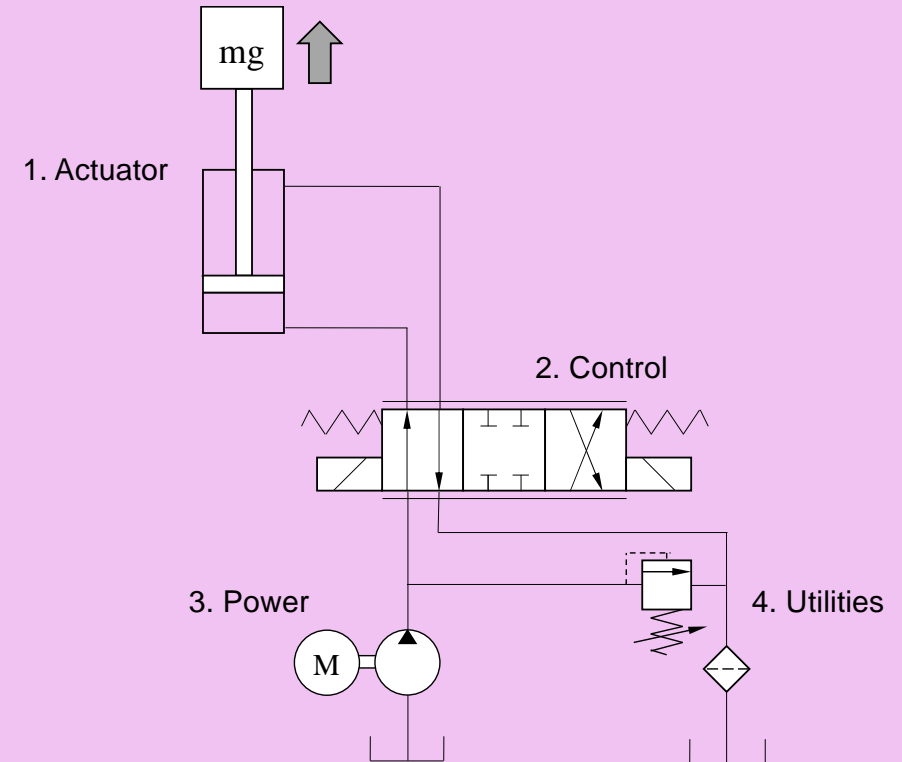 mg
1. Actuator
2. Control
3. Power
4. Utilities
M